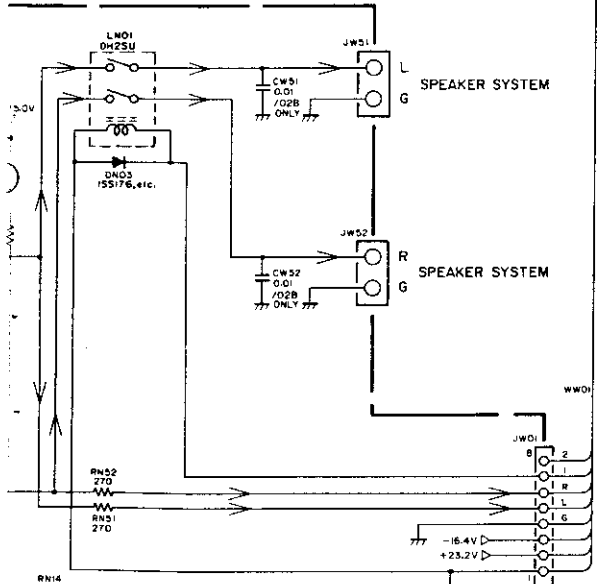 LN01
DH2SU
JW51
L
CW51
0.01
/02B
ONLY
G
SPEAKER SYSTEM
DN03
1SS176,etc.
JW52
R
CW52
0.01
/02B
ONLY
G
SPEAKER SYSTEM
WW01
JW01
8
2
1
RN52
270
R
L
RN51
270
G
-16.4V
+23.2V
1
RN14